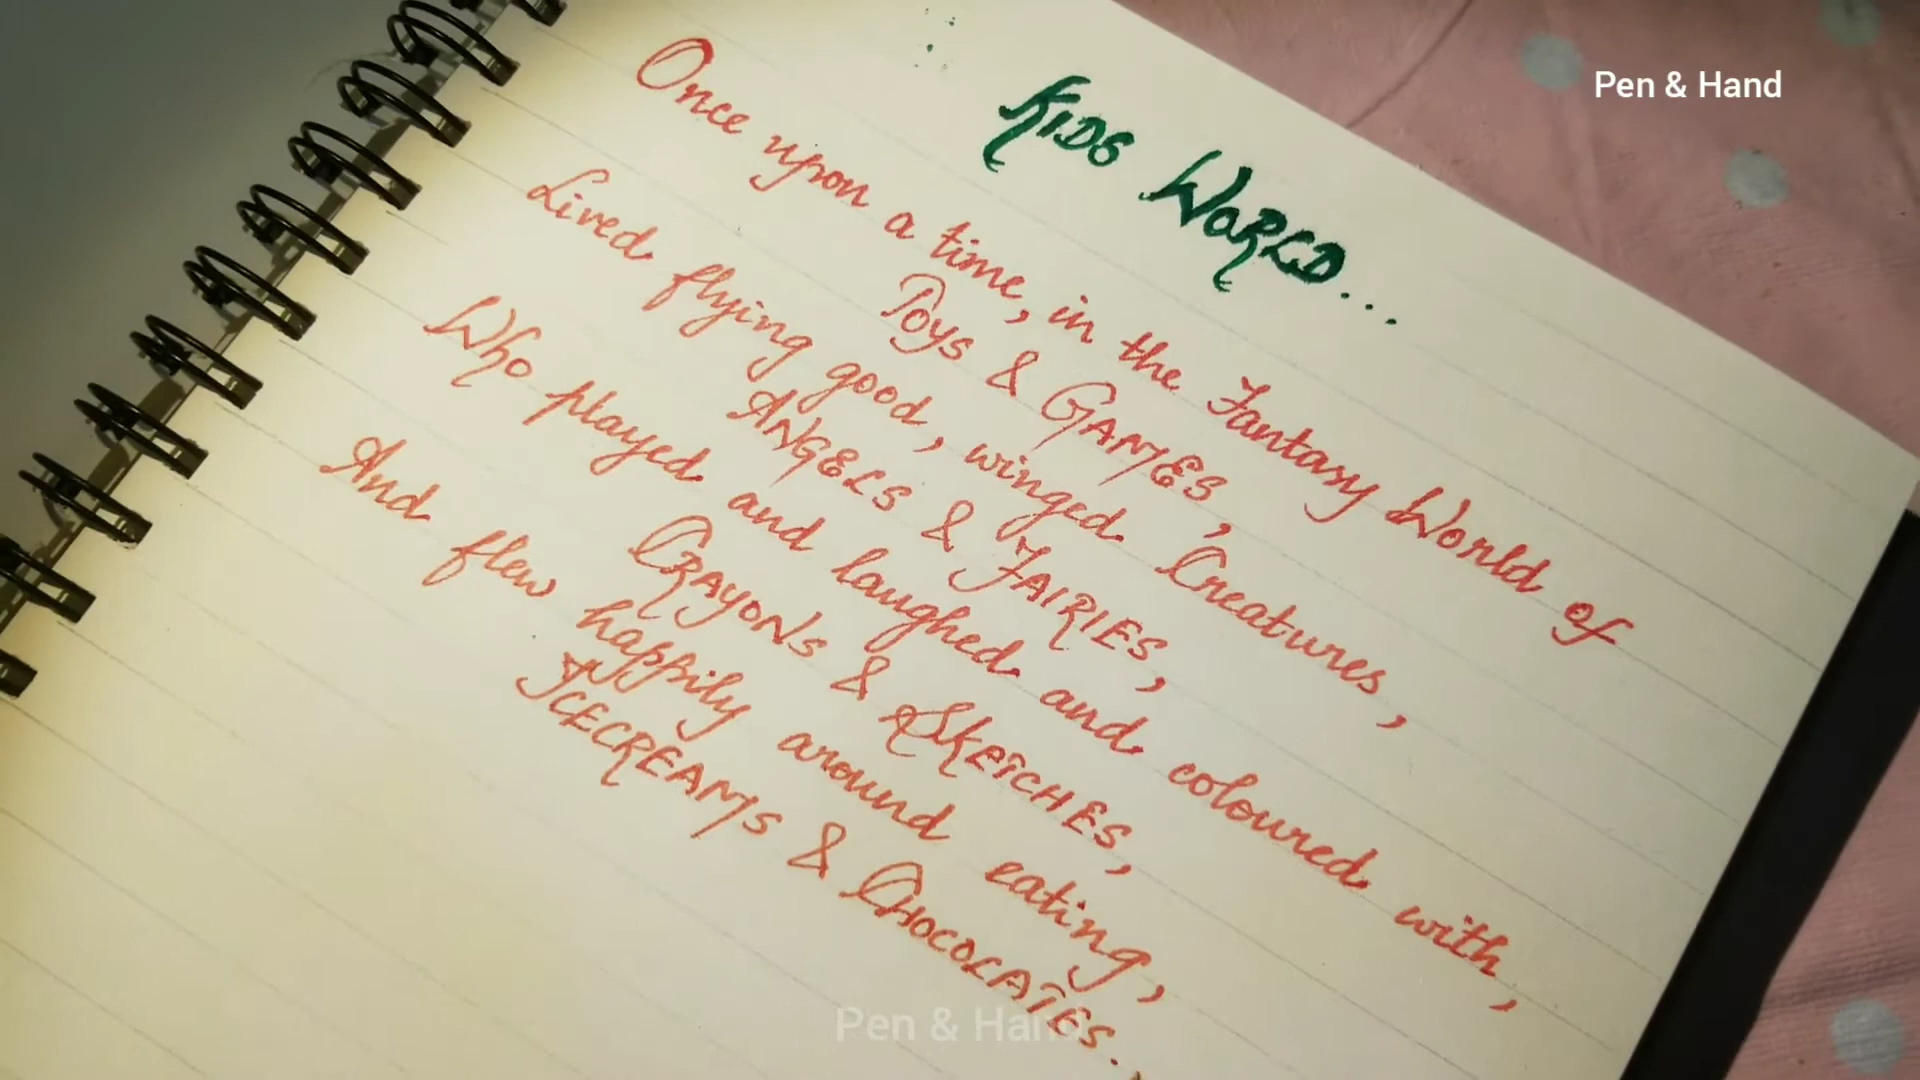 Pen & Hand
KIDS WORLD...
Once upon a time, in the Fantasy World of
Toys & GAMES,
Lived flying good, winged Creatures,
ANGELS & FAIRIES,
Who played and laughed and coloured with,
CRAYONS & SKETCHES,
And flew happily around eating,
ICECREAMS & CHOCOLATES.
Pen & Hand